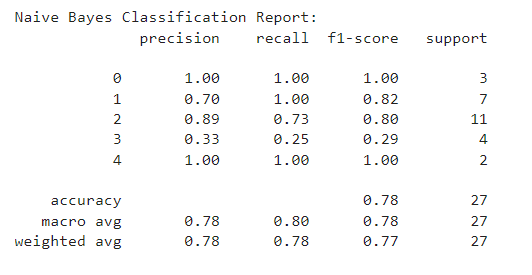 Naive Bayes Classification Report:
precision recall f1-score support
0 1.00 1.00 1.00 3
1 0.70 1.00 0.82 7
2 0.89 0.73 0.80 11
3 0.33 0.25 0.29 4
4 1.00 1.00 1.00 2
accuracy 0.78 27
macro avg 0.78 0.80 0.78 27
weighted avg 0.78 0.78 0.77 27